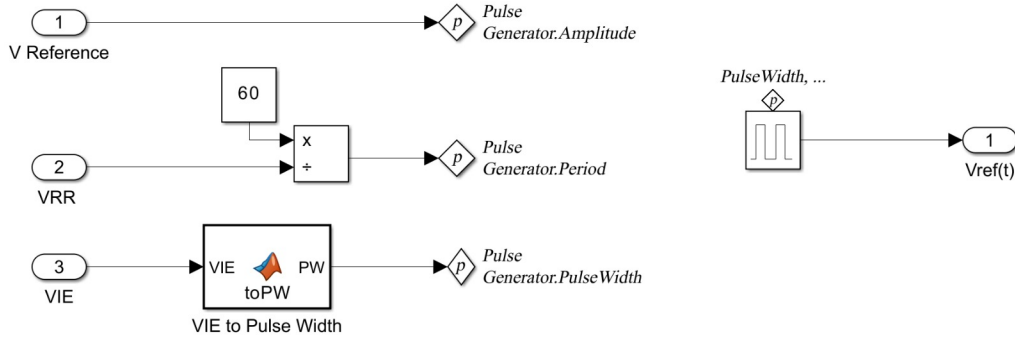 1
V Reference
p
Pulse
Generator.Amplitude
60
x
÷
2
VRR
p
Pulse
Generator.Period
3
VIE
VIE
PW
toPW
VIE to Pulse Width
p
Pulse
Generator.PulseWidth
PulseWidth, ...
p
1
Vref(t)